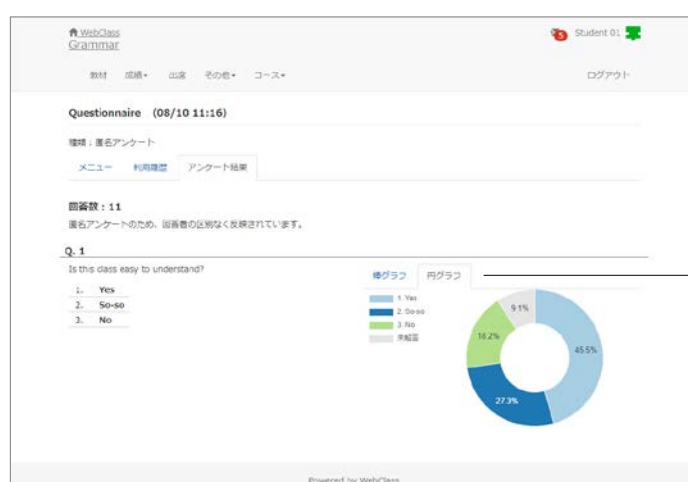 WebClass
Grammar
5
Student 01
教材 成績▾ 出席 その他▾ コース▾
ログアウト
Questionnaire (08/10 11:16)
種類：匿名アンケート
メニュー 利用履歴 アンケート結果
回答数：11
匿名アンケートのため、回答者の区別なく反映されています。
Q. 1
Is this class easy to understand?
1. Yes
2. So-so
3. No
棒グラフ 円グラフ
1. Yes
2. So-so
3. No
未解答
9.1%
18.2%
45.5%
27.3%
Powered by WebClass